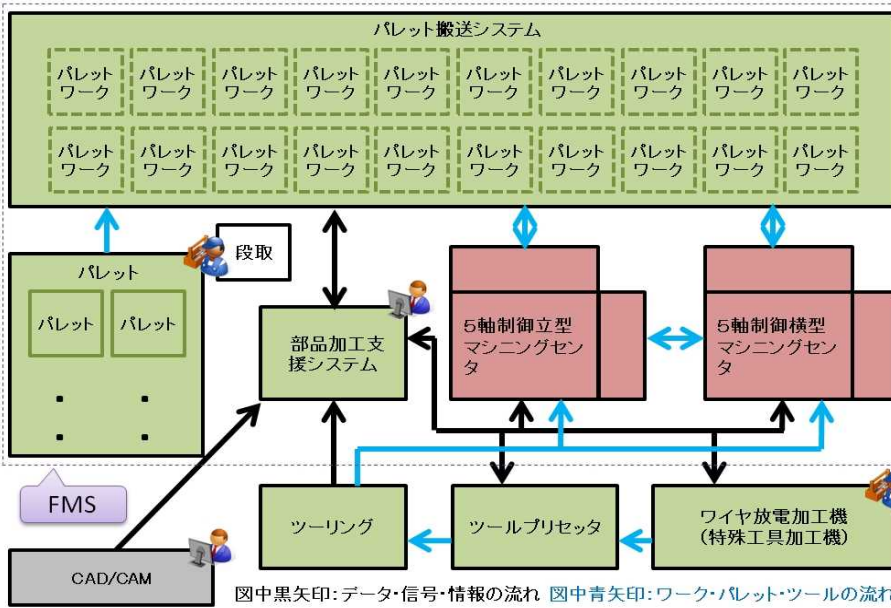 パレット搬送システム
パレット パレット パレット パレット パレット パレット パレット パレット パレット パレット
ワーク ワーク ワーク ワーク ワーク ワーク ワーク ワーク ワーク ワーク
パレット パレット パレット パレット パレット パレット パレット パレット パレット パレット
ワーク ワーク ワーク ワーク ワーク ワーク ワーク ワーク ワーク ワーク
段取
パレット
パレット パレット
部品加工支
援システム
5軸制御立型
マシニングセン
タ
5軸制御横型
マシニングセン
タ
FMS
ツーリング
ツールプリセッタ
ワイヤ放電加工機
(特殊工具加工機)
CAD/CAM
図中黒矢印:データ・信号・情報の流れ 図中青矢印:ワーク・パレット・ツールの流れ